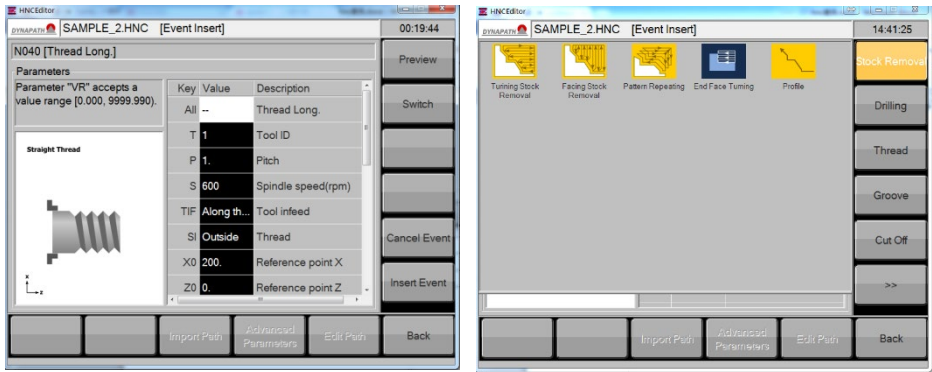 HNCEditor
DYNAPATH SAMPLE_2.HNC [Event Insert] 00:19:44
N040 [Thread Long.]
Parameters
Parameter "VR" accepts a
value range [0.000, 9999.990).
Straight Thread
x
z
Key Value Description
All -- Thread Long.
T 1 Tool ID
P 1. Pitch
S 600 Spindle speed(rpm)
TIF Along th... Tool infeed
SI Outside Thread
X0 200. Reference point X
Z0 0. Reference point Z
Preview
Switch
Cancel Event
Insert Event
Import Path
Advanced
Parameters
Edit Path
Back
HNCEditor
DYNAPATH SAMPLE_2.HNC [Event Insert] 14:41:25
Turining Stock
Removal
Facing Stock
Removal
Pattern Repeating
End Face Turning
Profile
Stock Removal
Drilling
Thread
Groove
Cut Off
>>
Import Path
Advanced
Parameters
Edit Path
Back